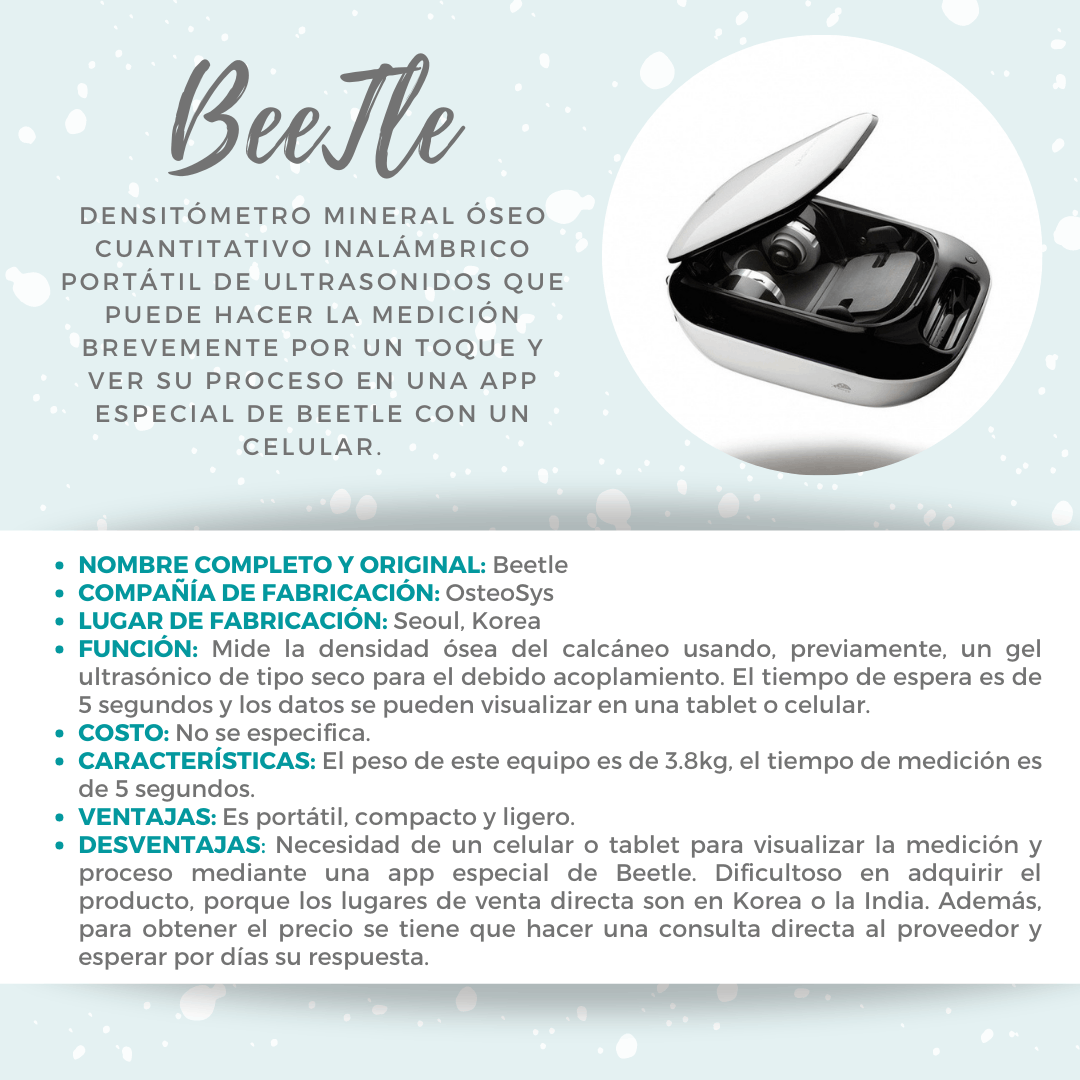 BeeTle
DENSITÓMETRO MINERAL ÓSEO
CUANTITATIVO INALÁMBRICO
PORTÁTIL DE ULTRASONIDOS QUE
PUEDE HACER LA MEDICIÓN
BREVEMENTE POR UN TOQUE Y
VER SU PROCESO EN UNA APP
ESPECIAL DE BEETLE CON UN
CELULAR.
• NOMBRE COMPLETO Y ORIGINAL: Beetle
• COMPAÑÍA DE FABRICACIÓN: OsteoSys
• LUGAR DE FABRICACIÓN: Seoul, Korea
• FUNCIÓN: Mide la densidad ósea del calcáneo usando, previamente, un gel
ultrasónico de tipo seco para el debido acoplamiento. El tiempo de espera es de
5 segundos y los datos se pueden visualizar en una tablet o celular.
• COSTO: No se especifica.
• CARACTERÍSTICAS: El peso de este equipo es de 3.8kg, el tiempo de medición es
de 5 segundos.
• VENTAJAS: Es portátil, compacto y ligero.
• DESVENTAJAS: Necesidad de un celular o tablet para visualizar la medición y
proceso mediante una app especial de Beetle. Dificultoso en adquirir el
producto, porque los lugares de venta directa son en Korea o la India. Además,
para obtener el precio se tiene que hacer una consulta directa al proveedor y
esperar por días su respuesta.